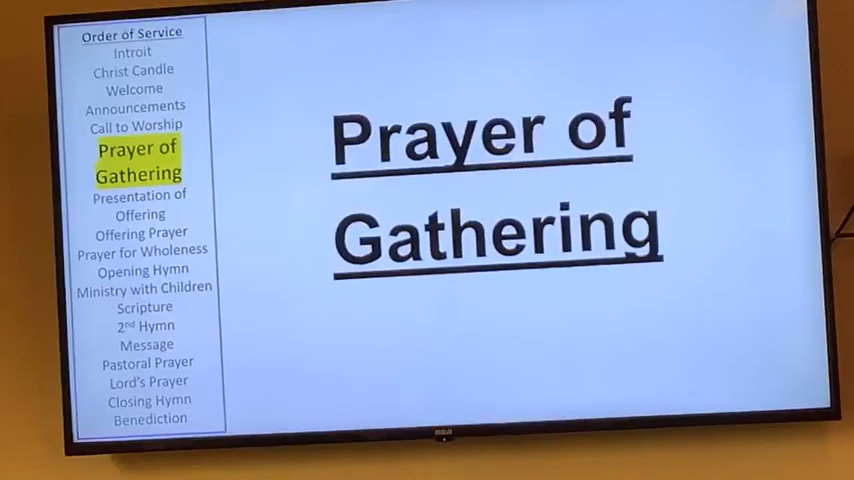 Order of Service
Introit
Christ Candle
Welcome
Announcements
Call to Worship
Prayer of
Gathering
Presentation of
Offering
Offering Prayer
Prayer for Wholeness
Opening Hymn
Ministry with Children
Scripture
2nd Hymn
Message
Pastoral Prayer
Lord's Prayer
Closing Hymn
Benediction
Prayer of
Gathering
RCA